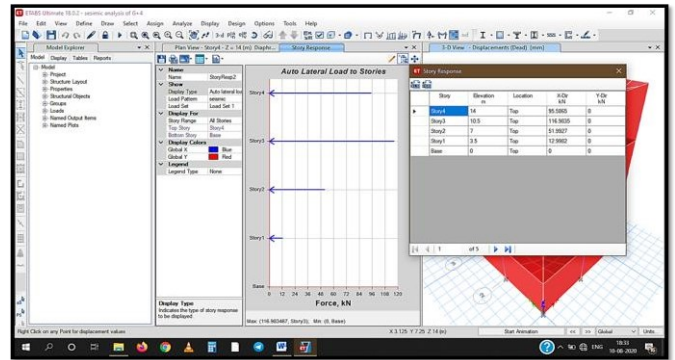 ETABS Ultimate 18.0.2 - seismic analysis of G+4
File Edit View Define Draw Select Assign Analyze Display Design Options Tools Help
Model Explorer
Plan View - Story4 - Z = 14 (m) Diaphr...
Story Response
3-D View - Displacements (Dead) [mm]
Model Display Tables Reports
Model
Project
Structure Layout
Properties
Structural Objects
Groups
Loads
Named Output Items
Named Plots
Name
Name StoryResp2
Show
Display Type Auto lateral loa
Load Pattern seismic
Load Set Load Set 1
Display For
Story Range All Stories
Top Story Story4
Bottom Story Base
Display Colors
Global X Blue
Global Y Red
Legend
Legend Type None
Display Type
Indicates the type of story response to be displayed
Auto Lateral Load to Stories
Story4
Story3
Story2
Story1
Base
0 12 24 36 48 60 72 84 96 108 120
Force, kN
Max: (116.983487, Story3); Min: (0, Base)
Story Response
Story Elevation Location X-Dir Y-Dir
m kN kN
Story4 14 Top 95.5065 0
Story3 10.5 Top 116.9835 0
Story2 7 Top 51.9927 0
Story1 3.5 Top 12.9982 0
Base 0 Top 0 0
1 of 5
Right Click on any Point for displacement values
X 3.125 Y 7.25 Z 14 (m)
Start Animation
<< >>
Global
Units...
ENG
18:33
10-08-2020